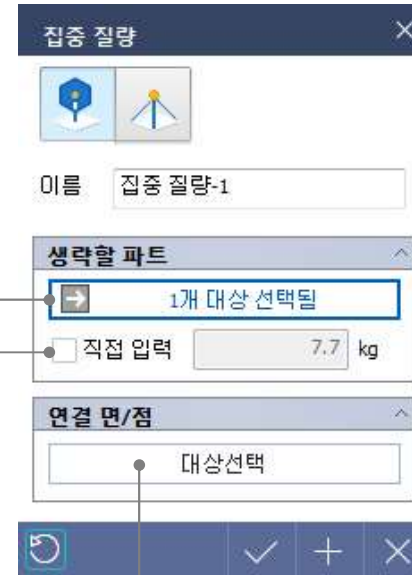 집중 질량
이름 집중 질량-1
생략할 파트
1개 대상 선택됨
직접 입력 7.7 kg
연결 면/점
대상선택